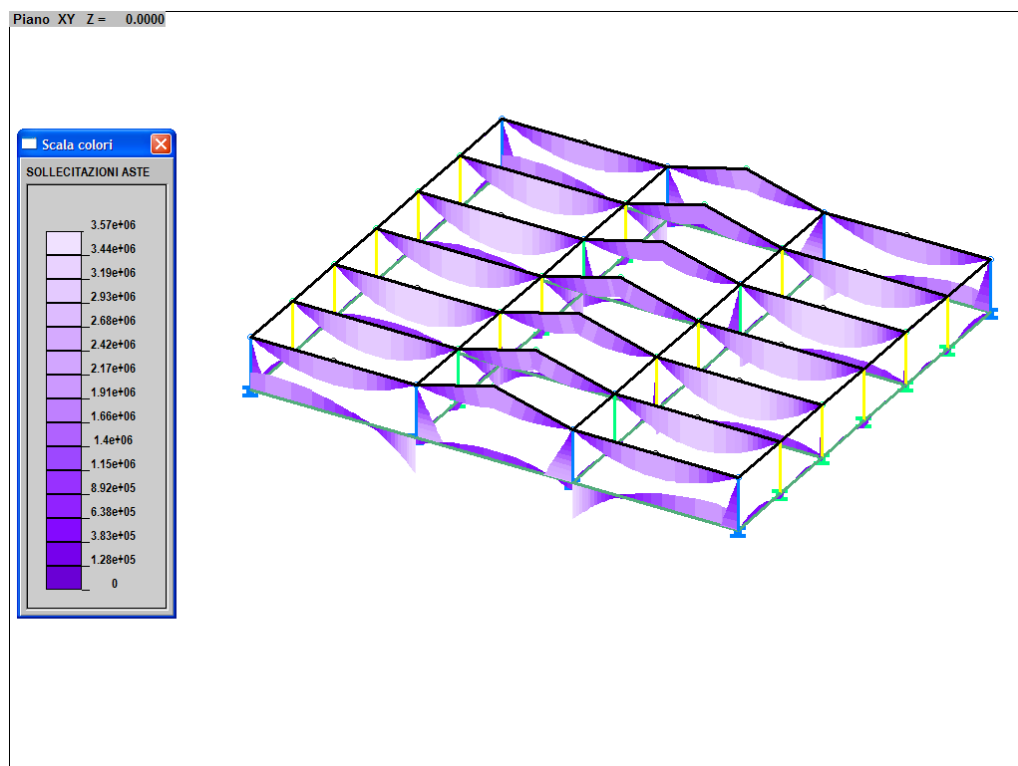 Piano XY Z = 0.0000
Scala colori
SOLLECITAZIONI ASTE
3.57e+06
3.44e+06
3.19e+06
2.93e+06
2.68e+06
2.42e+06
2.17e+06
1.91e+06
1.66e+06
1.4e+06
1.15e+06
8.92e+05
6.38e+05
3.83e+05
1.28e+05
0